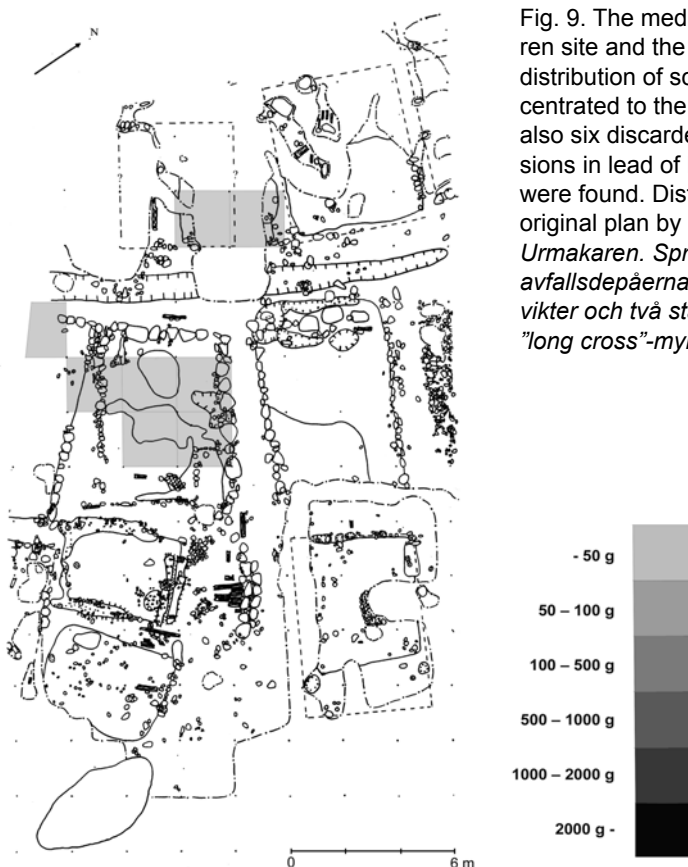 N
Fig. 9. The med
ren site and the
distribution of sc
centrated to the
also six discarde
sions in lead of
were found. Dist
original plan by
Urmakaren. Spr
avfallsdepåerna
vikter och två st
”long cross”-my
?
?
- 50 g
50 – 100 g
100 – 500 g
500 – 1000 g
1000 – 2000 g
2000 g -
0
6 m